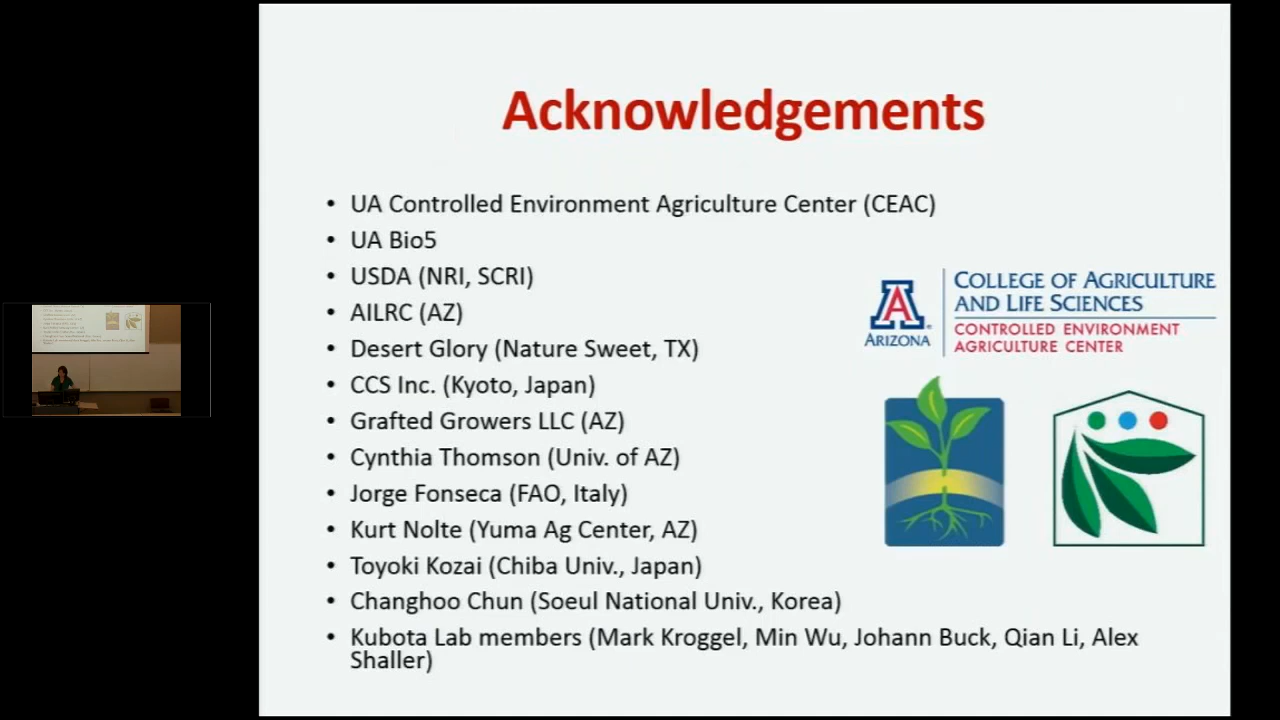 Acknowledgements
• UA Controlled Environment Agriculture Center (CEAC)
• UA Bio5
• USDA (NRI, SCRI)
• AILRC (AZ)
• Desert Glory (Nature Sweet, TX)
• CCS Inc. (Kyoto, Japan)
• Grafted Growers LLC (AZ)
• Cynthia Thomson (Univ. of AZ)
• Jorge Fonseca (FAO, Italy)
• Kurt Nolte (Yuma Ag Center, AZ)
• Toyoki Kozai (Chiba Univ., Japan)
• Changhoo Chun (Soeul National Univ., Korea)
• Kubota Lab members (Mark Kroggel, Min Wu, Johann Buck, Qian Li, Alex
Shaller)
A
ARIZONA
COLLEGE OF AGRICULTURE
AND LIFE SCIENCES
CONTROLLED ENVIRONMENT
AGRICULTURE CENTER